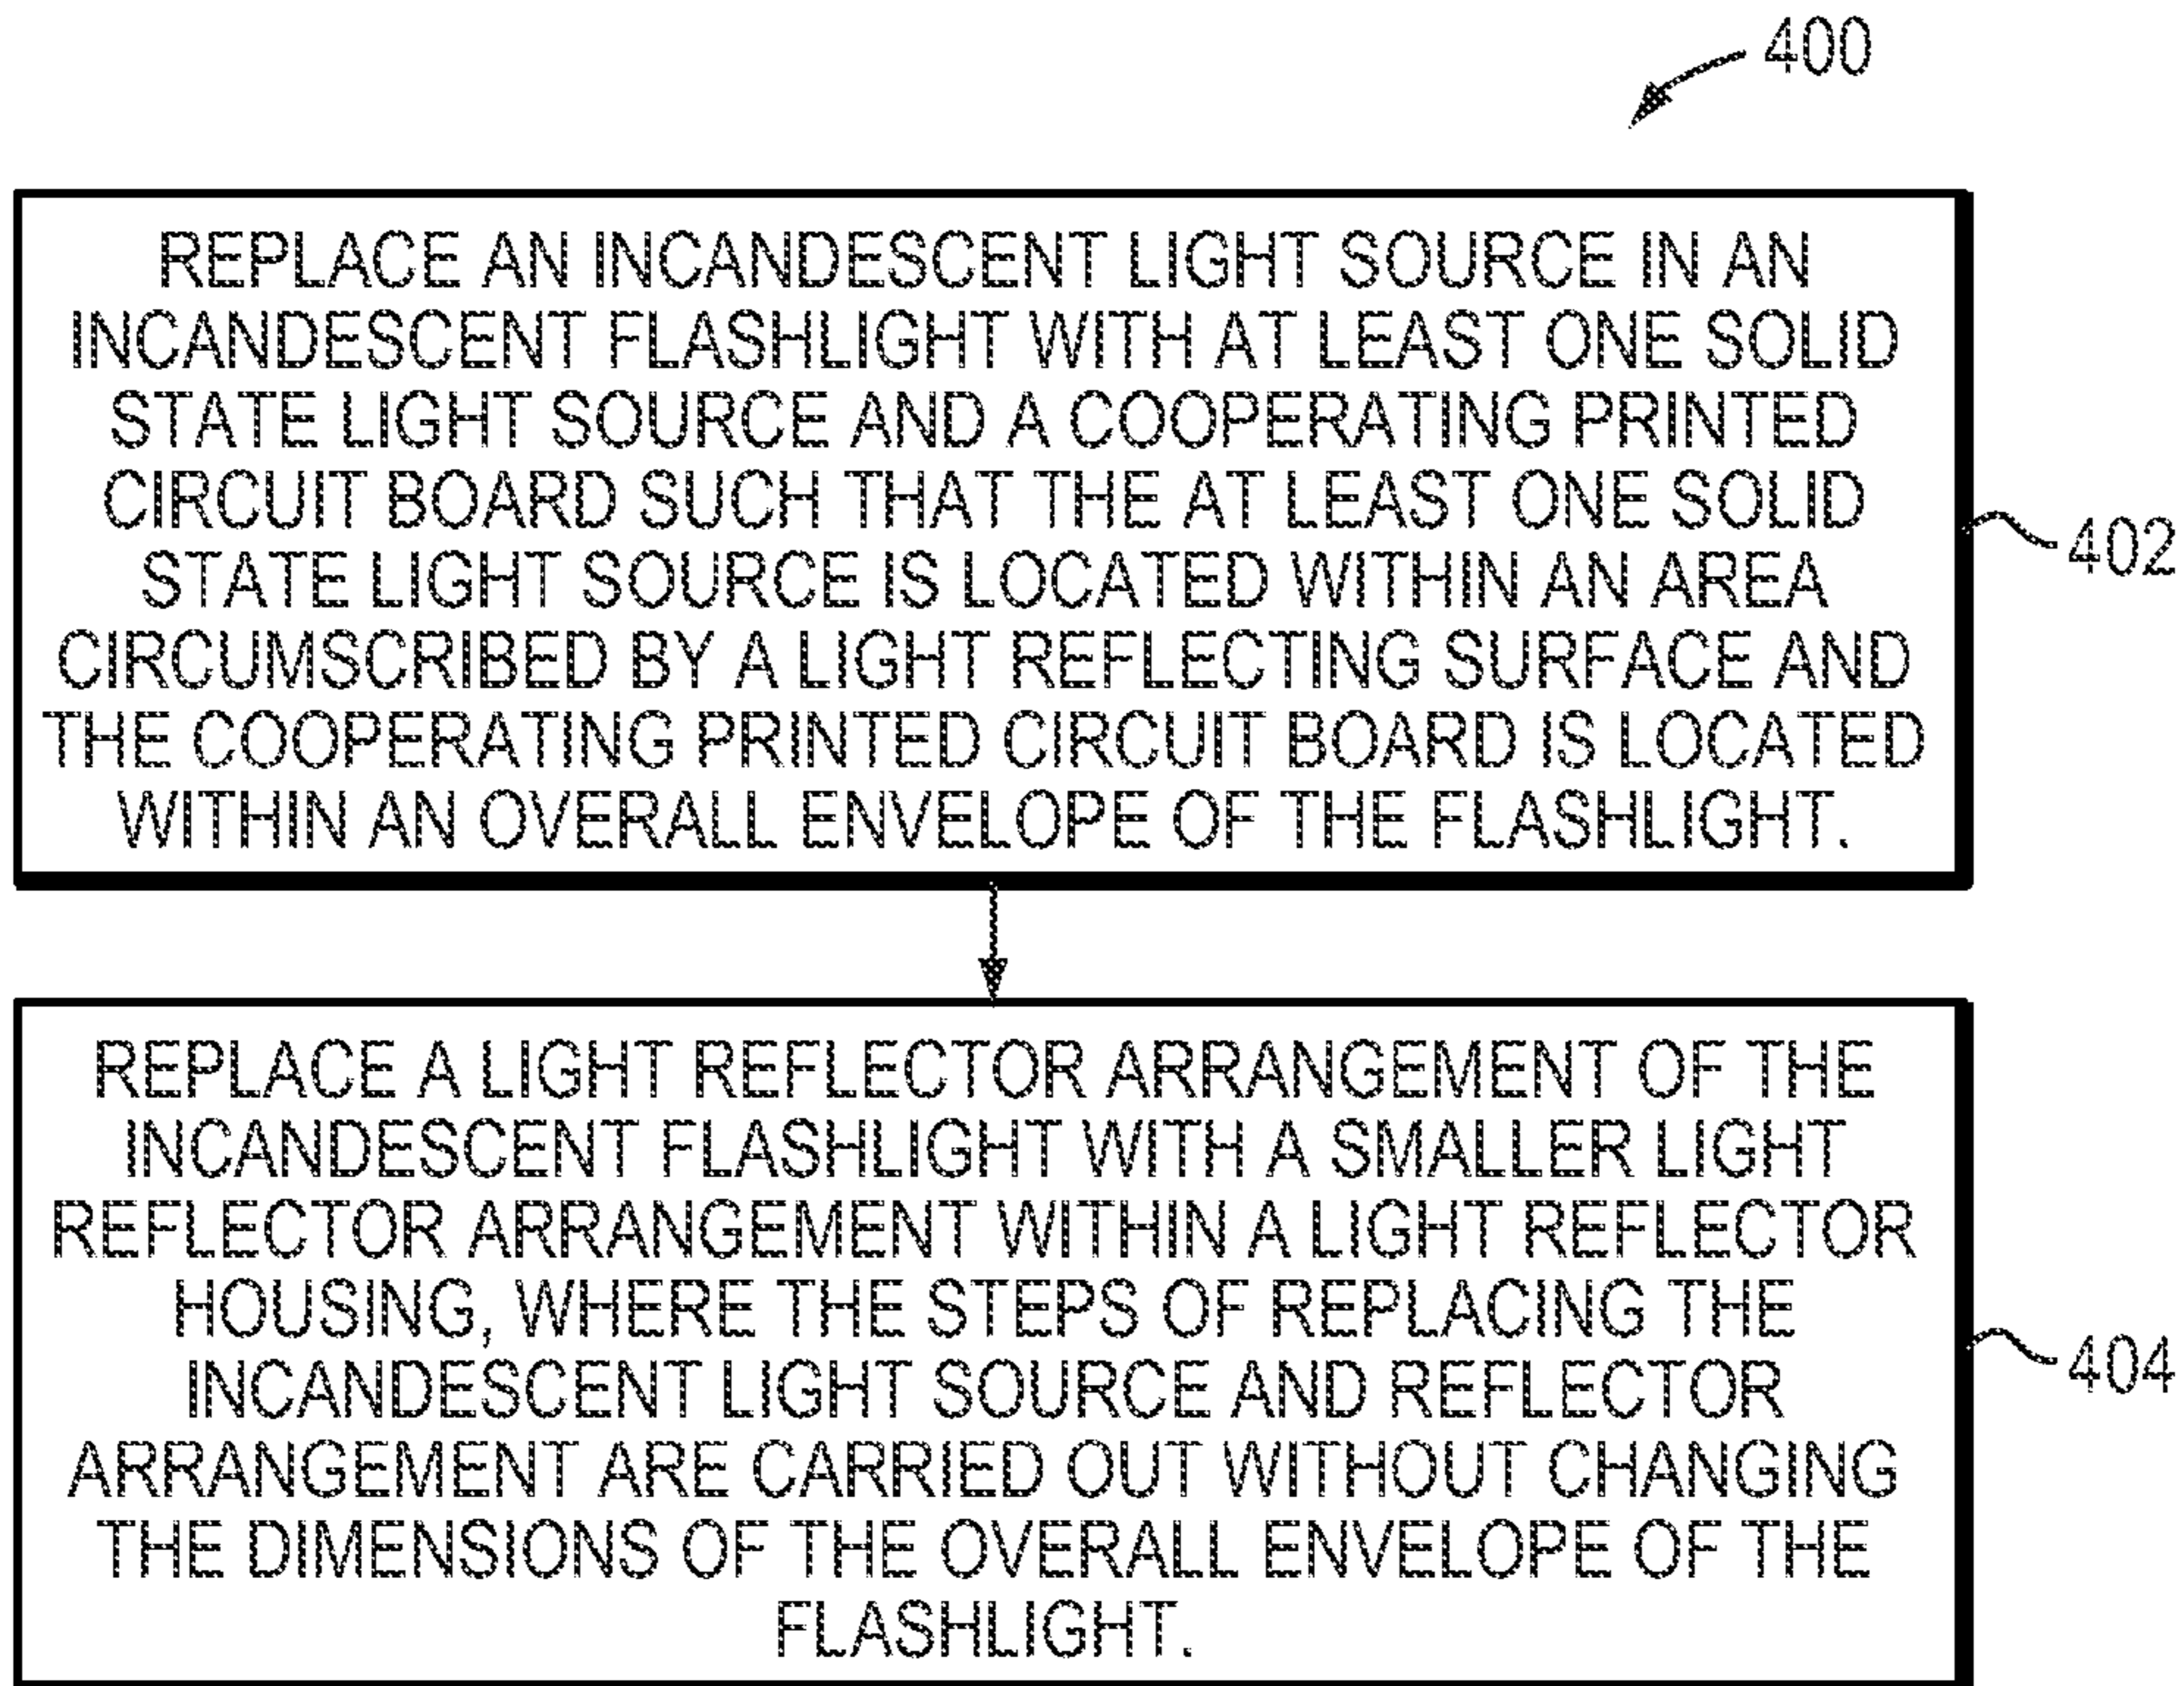 400
REPLACE AN INCANDESCENT LIGHT SOURCE IN AN
INCANDESCENT FLASHLIGHT WITH AT LEAST ONE SOLID
STATE LIGHT SOURCE AND A COOPERATING PRINTED
CIRCUIT BOARD SUCH THAT THE AT LEAST ONE SOLID
STATE LIGHT SOURCE IS LOCATED WITHIN AN AREA
CIRCUMSCRIBED BY A LIGHT REFLECTING SURFACE AND
THE COOPERATING PRINTED CIRCUIT BOARD IS LOCATED
WITHIN AN OVERALL ENVELOPE OF THE FLASHLIGHT.
402
REPLACE A LIGHT REFLECTOR ARRANGEMENT OF THE
INCANDESCENT FLASHLIGHT WITH A SMALLER LIGHT
REFLECTOR ARRANGEMENT WITHIN A LIGHT REFLECTOR
HOUSING, WHERE THE STEPS OF REPLACING THE
INCANDESCENT LIGHT SOURCE AND REFLECTOR
ARRANGEMENT ARE CARRIED OUT WITHOUT CHANGING
THE DIMENSIONS OF THE OVERALL ENVELOPE OF THE
FLASHLIGHT.
404